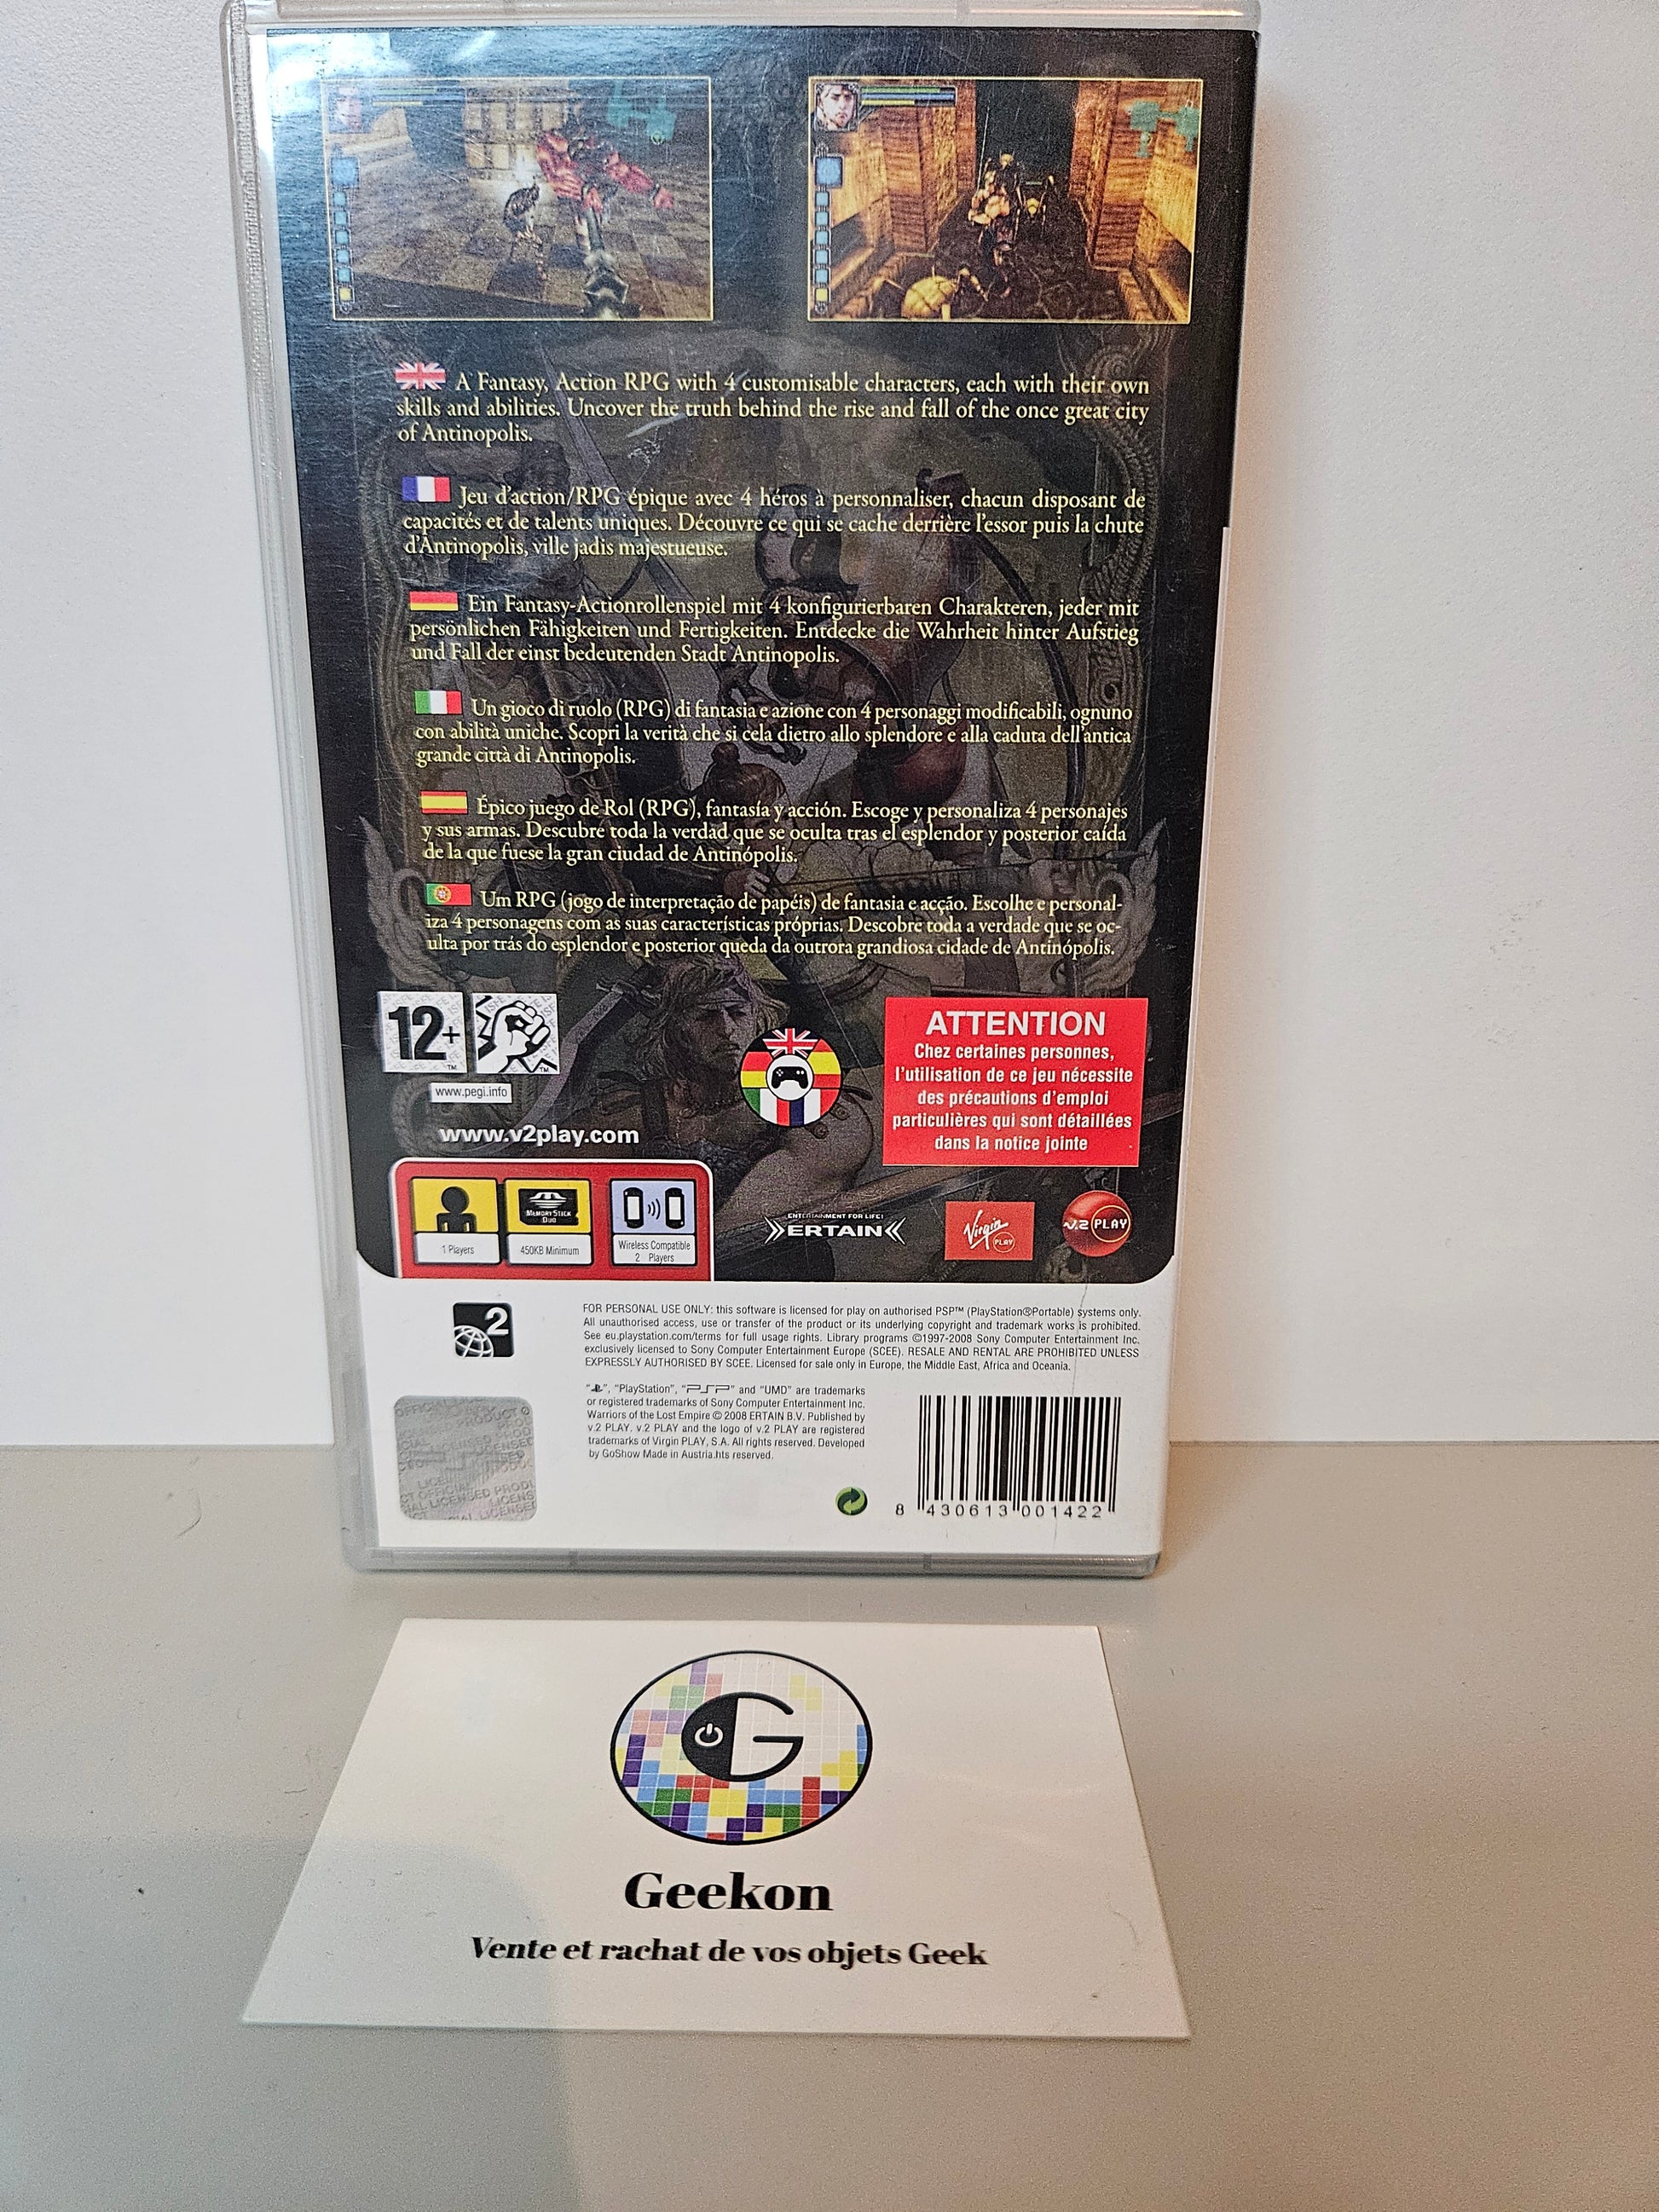 A Fantasy, Action RPG with 4 customisable characters, each with their own
skills and abilities. Uncover the truth behind the rise and fall of the once great city
of Antinopolis.
Jeu d'action/RPG épique avec 4 héros à personnaliser, chacun disposant de
capacités et de talents uniques. Découvre ce qui se cache derrière l'essor puis la chute
d'Antinopolis, ville jadis majestueuse.
Ein Fantasy-Actionrollenspiel mit 4 konfigurierbaren Charakteren, jeder mit
persönlichen Fähigkeiten und Fertigkeiten. Entdecke die Wahrheit hinter Aufstieg
und Fall der einst bedeutenden Stadt Antinopolis.
Un gioco di ruolo (RPG) di fantasia e azione con 4 personaggi modificabili, ognuno
con abilità uniche. Scopri la verità che si cela dietro allo splendore e alla caduta dell'antica
grande città di Antinopolis.
Épico juego de Rol (RPG), fantasía y acción. Escoge y personaliza 4 personajes
y sus armas. Descubre toda la verdad que se oculta tras el esplendor y posterior caída
de la que fuese la gran ciudad de Antinópolis.
Um RPG (jogo de interpretação de papéis) de fantasia e acção. Escolhe e personal-
iza 4 personagens com as suas características próprias. Descobre toda a verdade que se oc-
ulta por trás do esplendor e posterior queda da outrora grandiosa cidade de Antinópolis.
12+
www.pegi.info
www.v2play.com
ATTENTION
Chez certaines personnes,
l'utilisation de ce jeu nécessite
des précautions d'emploi
particulières qui sont détaillées
dans la notice jointe
1 Players
MEMORY STICK
DUO
450KB Minimum
Wireless Compatible
2 Players
ENTERTAINMENT FOR LIFE!
ERTAIN
Virgin
PLAY
v.2 PLAY
2
FOR PERSONAL USE ONLY: this software is licensed for play on authorised PSP™ (PlayStation®Portable) systems only.
All unauthorised access, use or transfer of the product or its underlying copyright and trademark works is prohibited.
See eu.playstation.com/terms for full usage rights. Library programs ©1997-2008 Sony Computer Entertainment Inc.
exclusively licensed to Sony Computer Entertainment Europe (SCEE). RESALE AND RENTAL ARE PROHIBITED UNLESS
EXPRESSLY AUTHORISED BY SCEE. Licensed for sale only in Europe, the Middle East, Africa and Oceania.
"", "PlayStation", "PSP" and "UMD" are trademarks
or registered trademarks of Sony Computer Entertainment Inc.
Warriors of the Lost Empire © 2008 ERTAIN B.V. Published by
v.2 PLAY. v.2 PLAY and the logo of v.2 PLAY are registered
trademarks of Virgin PLAY, S.A. All rights reserved. Developed
by GoShow Made in Austria.hts reserved.
8 430613 001422
G
Geekon
Vente et rachat de vos objets Geek